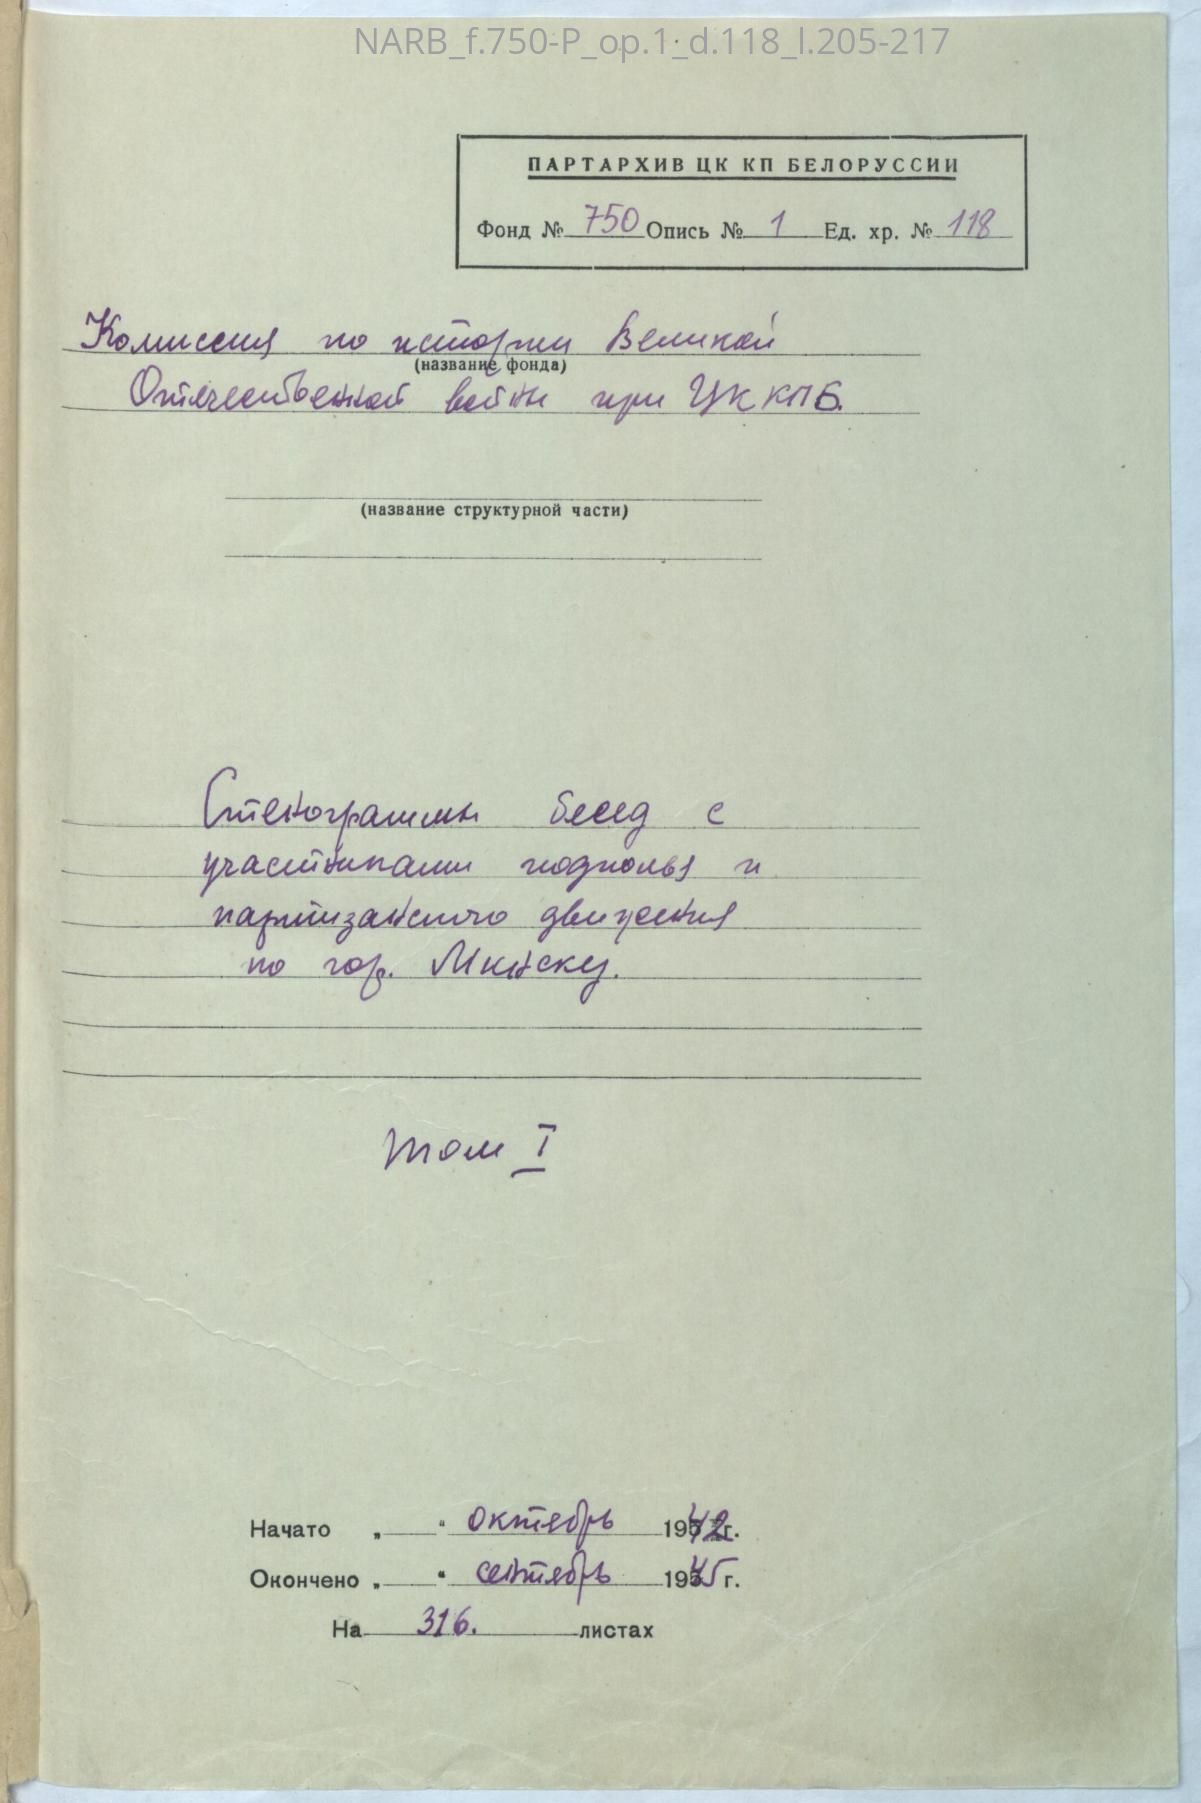 NARB_f.750-P_op.1_d.118_l.205-217
ПАРТАРХИВ ЦК КП БЕЛОРУССИИ
Фонд № 750 Опись № 1 Ед. хр. № 118
Комиссия по истории Великой
(название фонда)
Отечественной войны при ЦК КПБ.
(название структурной части)
Стенограммы бесед с
участниками подполья и
партизанского движения
по гор. Минску.
Том I
Начато „ “ октябрь 1942 г.
Окончено „ “ сентябрь 1945 г.
На 316. листах